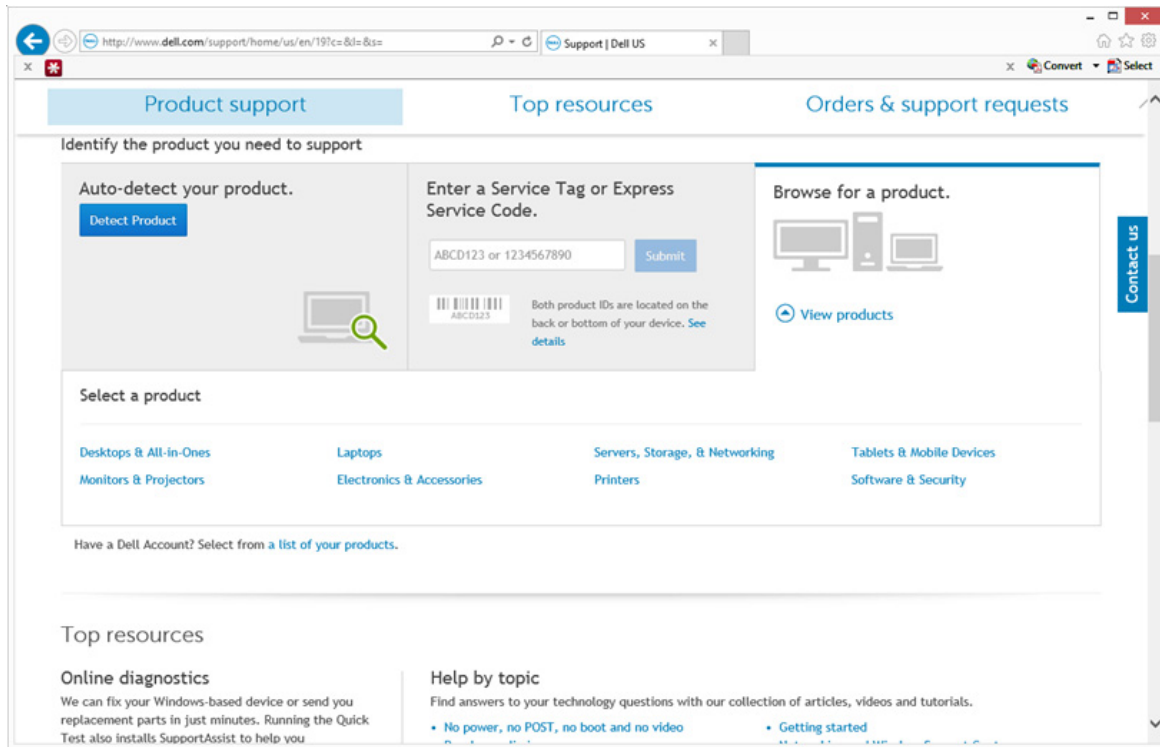 http://www.dell.com/support/home/us/en/19?c=&l=&s=
Support | Dell US
Convert
Select
Product support
Top resources
Orders & support requests
Identify the product you need to support
Auto-detect your product.
Detect Product
Enter a Service Tag or Express
Service Code.
ABCD123 or 1234567890
Submit
ABCD123
Both product IDs are located on the
back or bottom of your device. See
details
Browse for a product.
View products
Contact us
Select a product
Desktops & All-in-Ones
Laptops
Servers, Storage, & Networking
Tablets & Mobile Devices
Monitors & Projectors
Electronics & Accessories
Printers
Software & Security
Have a Dell Account? Select from a list of your products.
Top resources
Online diagnostics
We can fix your Windows-based device or send you
replacement parts in just minutes. Running the Quick
Test also installs SupportAssist to help you
Help by topic
Find answers to your technology questions with our collection of articles, videos and tutorials.
• No power, no POST, no boot and no video
• Getting started